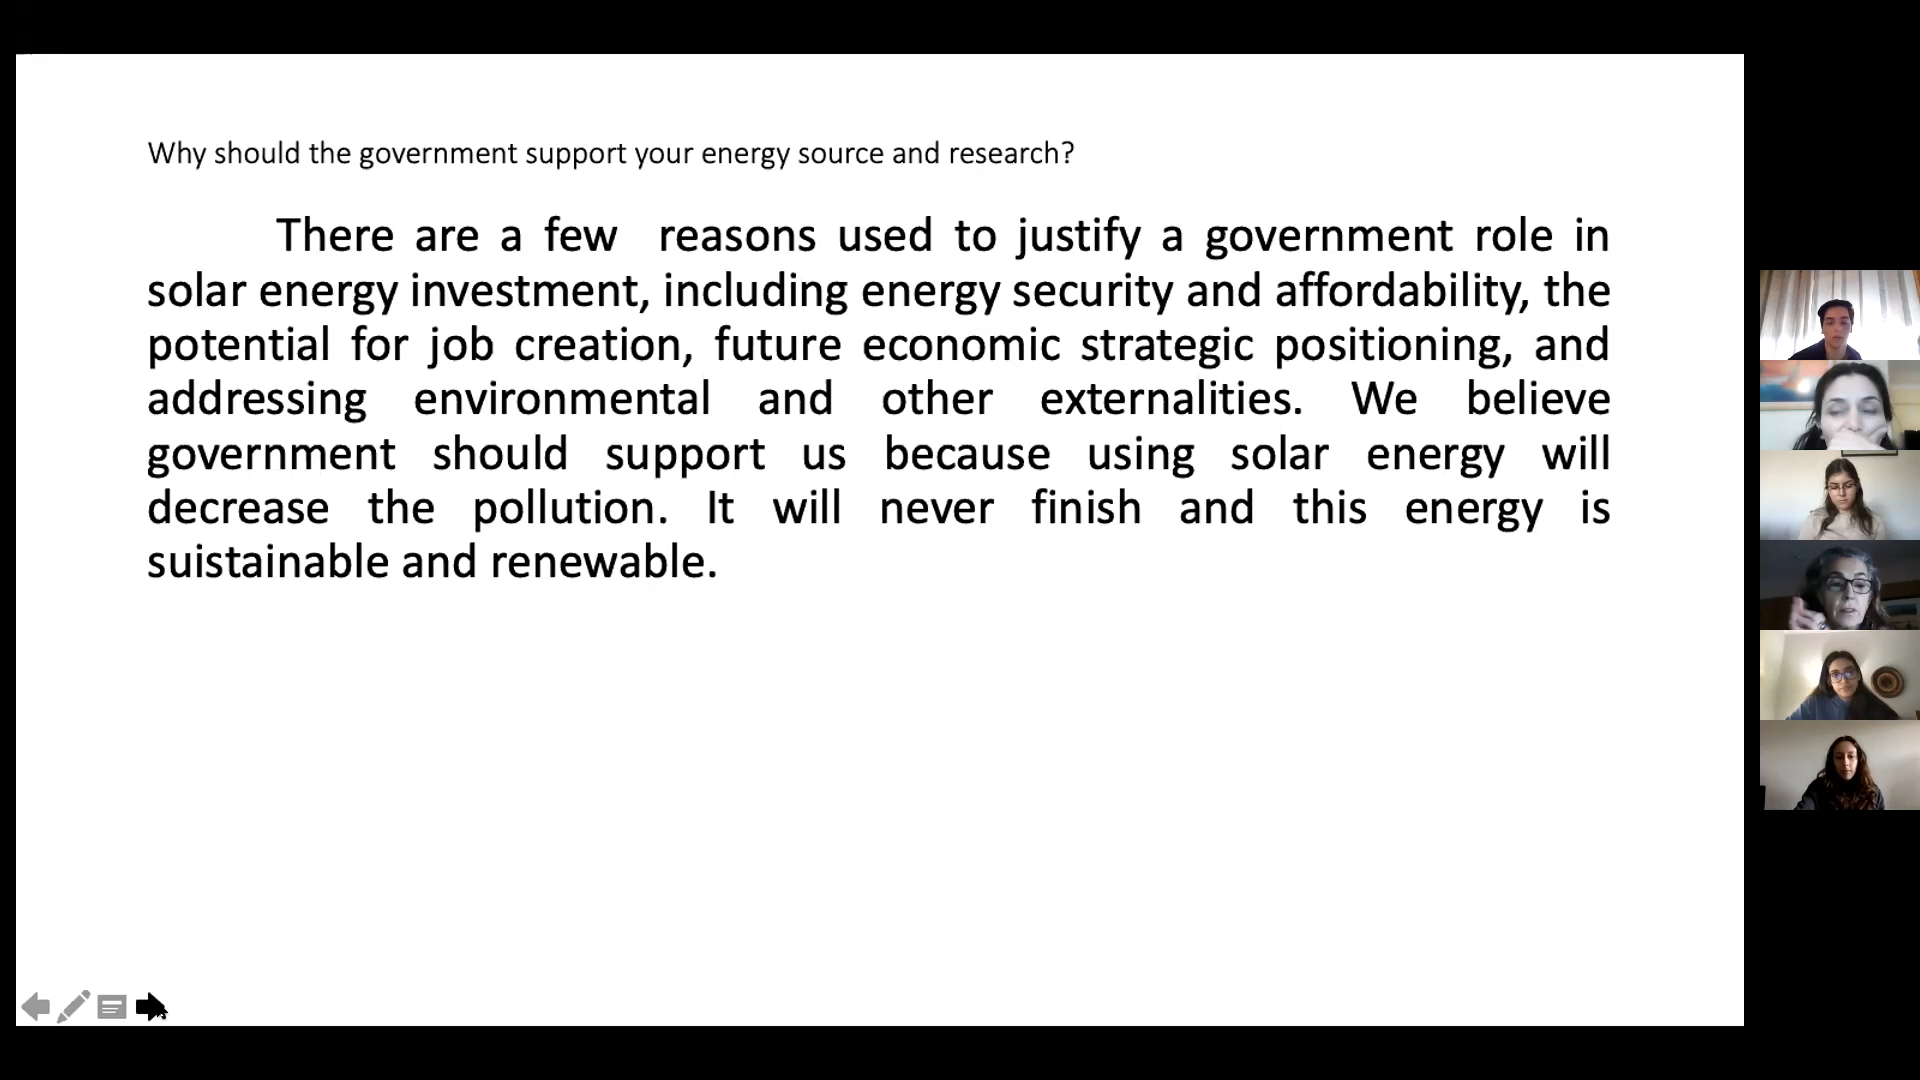 Why should the government support your energy source and research?
There are a few reasons used to justify a government role in
solar energy investment, including energy security and affordability, the
potential for job creation, future economic strategic positioning, and
addressing environmental and other externalities. We believe
government should support us because using solar energy will
decrease the pollution. It will never finish and this energy is
suistainable and renewable.